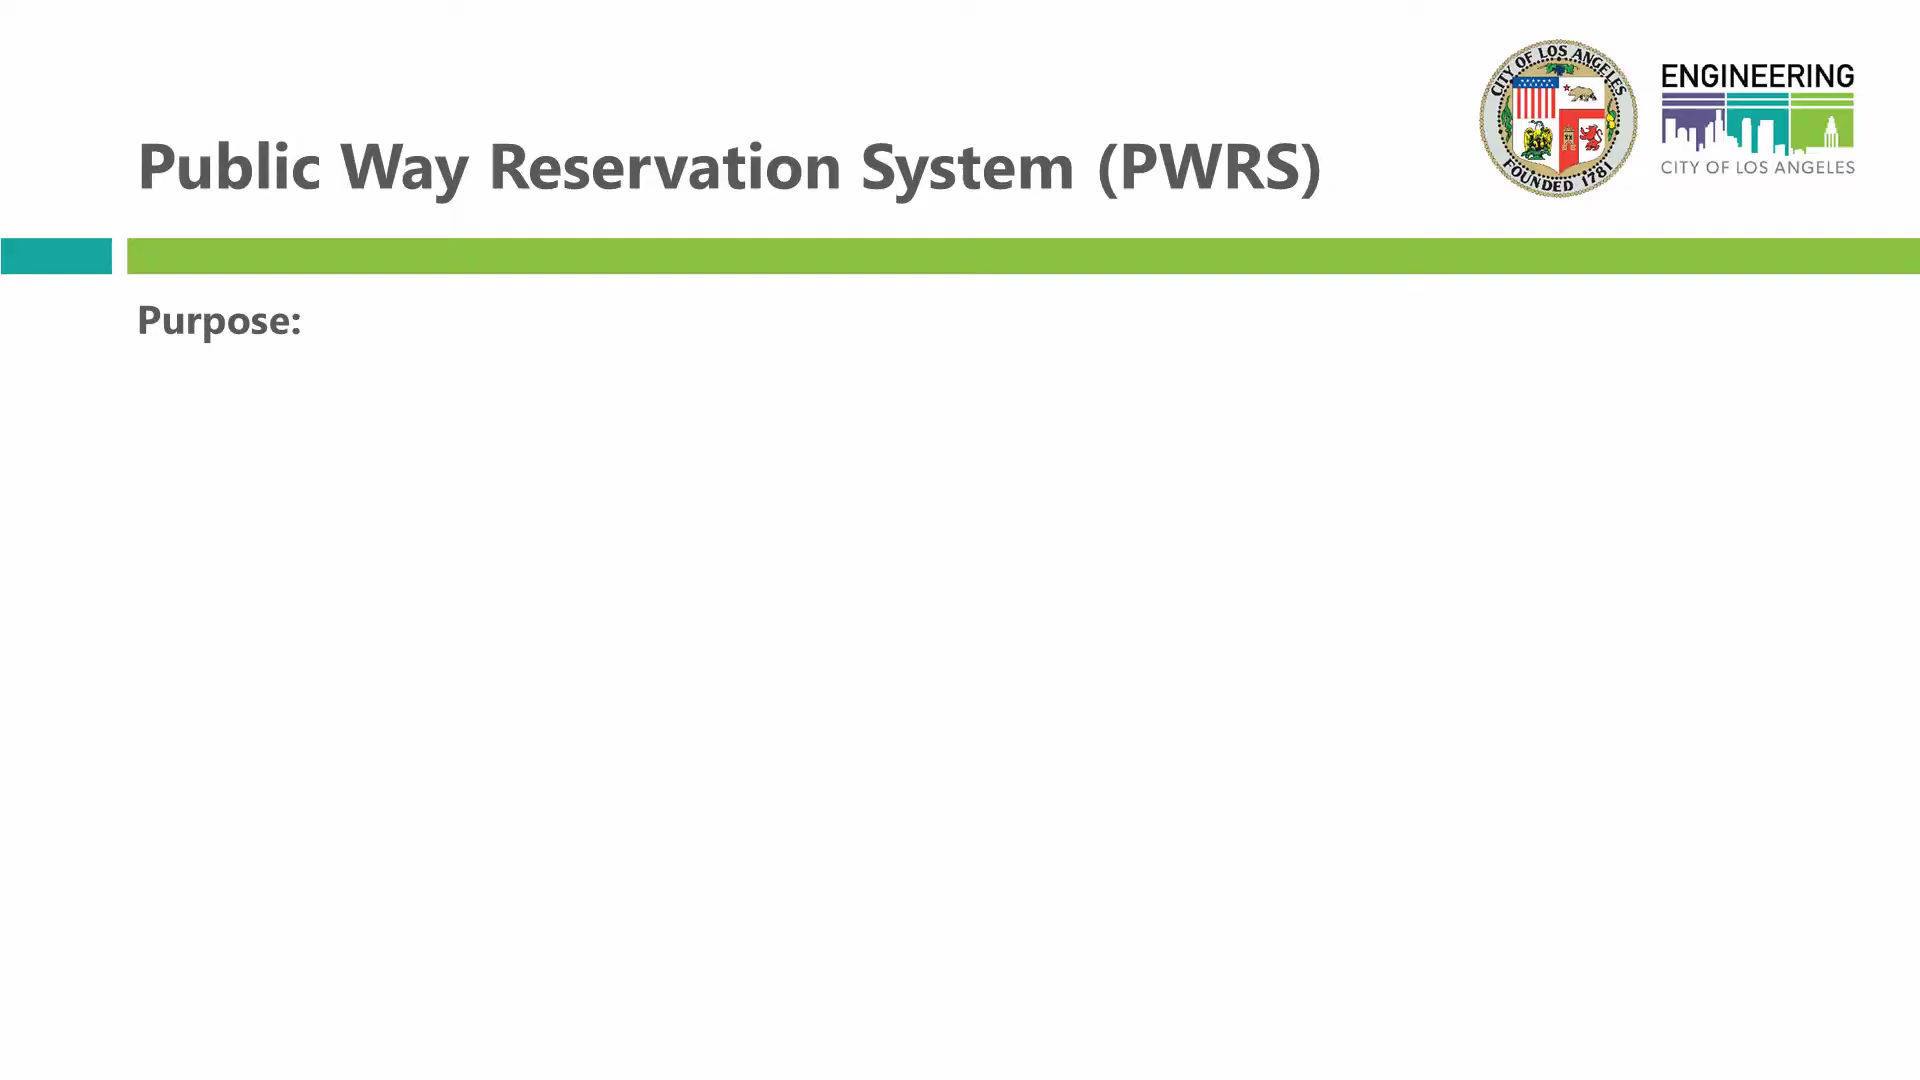 CITY OF LOS ANGELES
FOUNDED 1781
ENGINEERING
CITY OF LOS ANGELES
Public Way Reservation System (PWRS)
Purpose: